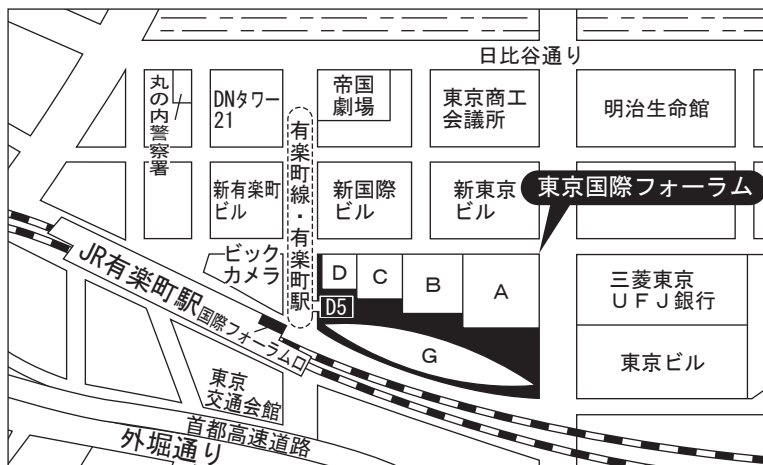 日比谷通り
丸の内警察署
DNタワー
21
帝国
劇場
東京商工
会議所
明治生命館
有楽町線・有楽町駅
新有楽町
ビル
新国際
ビル
新東京
ビル
東京国際フォーラム
ビック
カメラ
D
C
B
A
三菱東京
UFJ銀行
JR有楽町駅
国際フォーラム口
D5
G
東京ビル
東京
交通会館
首都高速道路
外堀通り